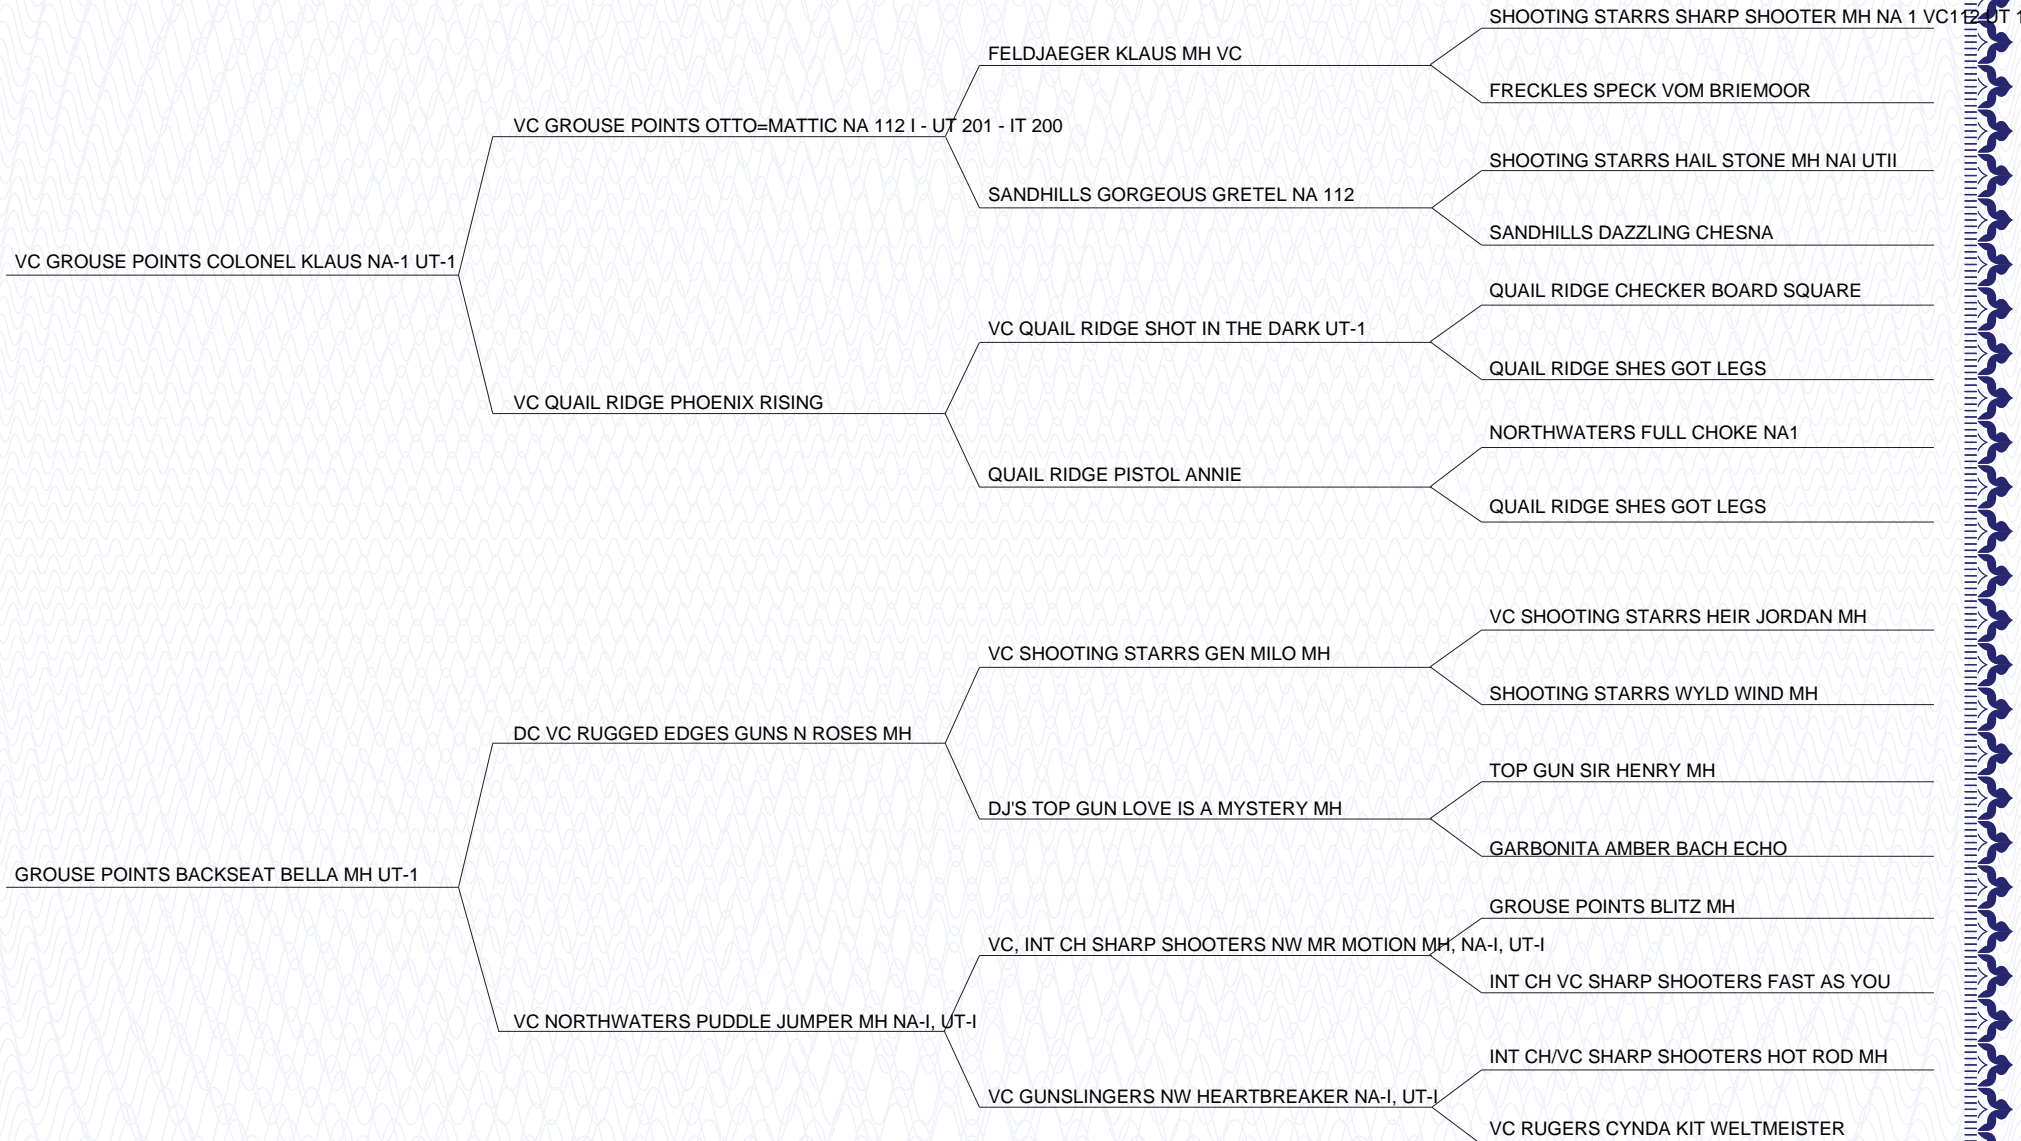 SHOOTING STARRS SHARP SHOOTER MH NA 1 VC112 UT 1
FELDJAEGER KLAUS MH VC
FRECKLES SPECK VOM BRIEMOOR
VC GROUSE POINTS OTTO=MATTIC NA 112 I - UT 201 - IT 200
SHOOTING STARRS HAIL STONE MH NAI UTII
SANDHILLS GORGEOUS GRETEL NA 112
SANDHILLS DAZZLING CHESNA
VC GROUSE POINTS COLONEL KLAUS NA-1 UT-1
QUAIL RIDGE CHECKER BOARD SQUARE
VC QUAIL RIDGE SHOT IN THE DARK UT-1
QUAIL RIDGE SHES GOT LEGS
VC QUAIL RIDGE PHOENIX RISING
NORTHWATERS FULL CHOKE NA1
QUAIL RIDGE PISTOL ANNIE
QUAIL RIDGE SHES GOT LEGS
VC SHOOTING STARRS HEIR JORDAN MH
VC SHOOTING STARRS GEN MILO MH
SHOOTING STARRS WYLD WIND MH
DC VC RUGGED EDGES GUNS N ROSES MH
TOP GUN SIR HENRY MH
DJ'S TOP GUN LOVE IS A MYSTERY MH
GARBONITA AMBER BACH ECHO
GROUSE POINTS BACKSEAT BELLA MH UT-1
GROUSE POINTS BLITZ MH
VC, INT CH SHARP SHOOTERS NW MR MOTION MH, NA-I, UT-I
INT CH VC SHARP SHOOTERS FAST AS YOU
VC NORTHWATERS PUDDLE JUMPER MH NA-I, UT-I
INT CH/VC SHARP SHOOTERS HOT ROD MH
VC GUNSLINGERS NW HEARTBREAKER NA-I, UT-I
VC RUGERS CYNDA KIT WELTMEISTER